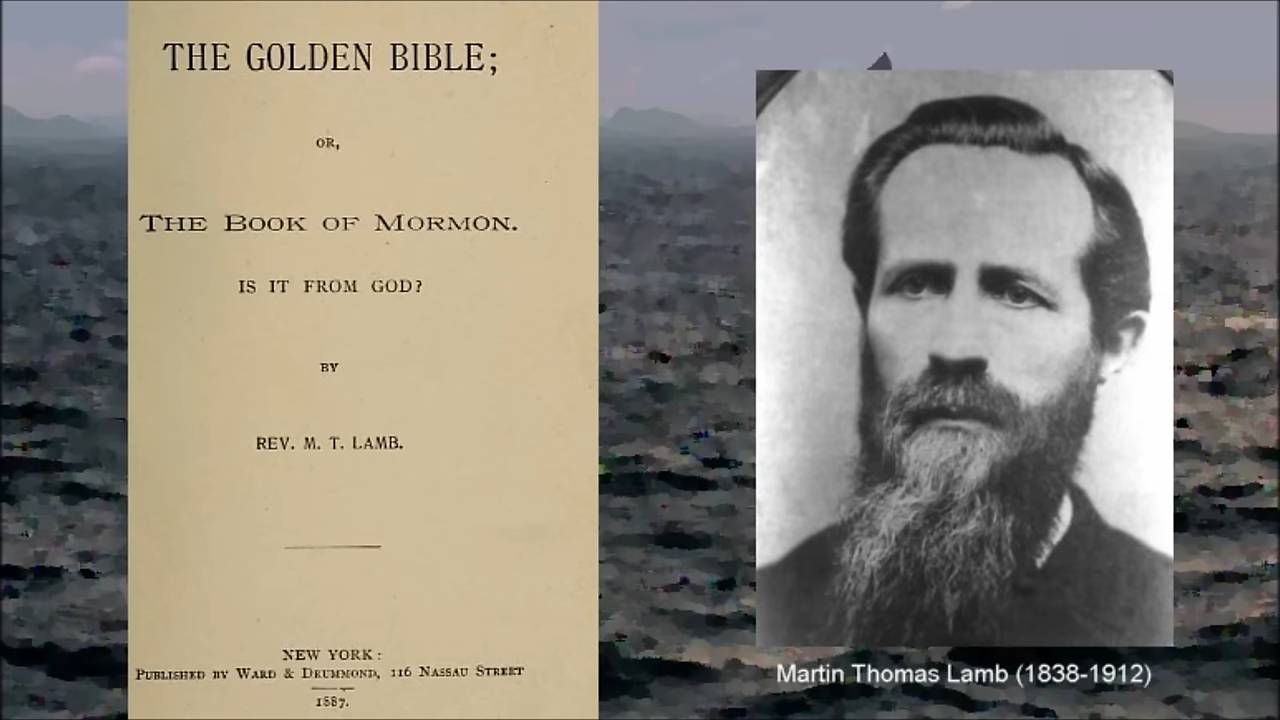 THE GOLDEN BIBLE;
OR,
THE BOOK OF MORMON.
IS IT FROM GOD?
BY
REV. M. T. LAMB.
NEW YORK:
PUBLISHED BY WARD & DRUMMOND, 116 NASSAU STREET
1887.
Martin Thomas Lamb (1838-1912)